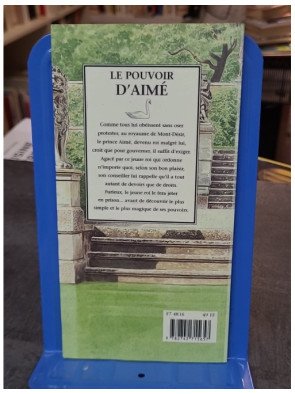 LE POUVOIR
D'AIMÉ
Comme tous lui obéissent sans oser
protester, au royaume de Mont-Désir,
le prince Aimé, devenu roi malgré lui,
croit que pour gouverner, il suffit d'exiger.
Agacé par ce jeune roi qui ordonne
n'importe quoi, selon son bon plaisir,
son conseiller lui rappelle qu'il a tout
autant de devoirs que de droits.
Furieux, le jeune roi le fera jeter
en prison... avant de découvrir le plus
simple et le plus magique de ses pouvoirs.